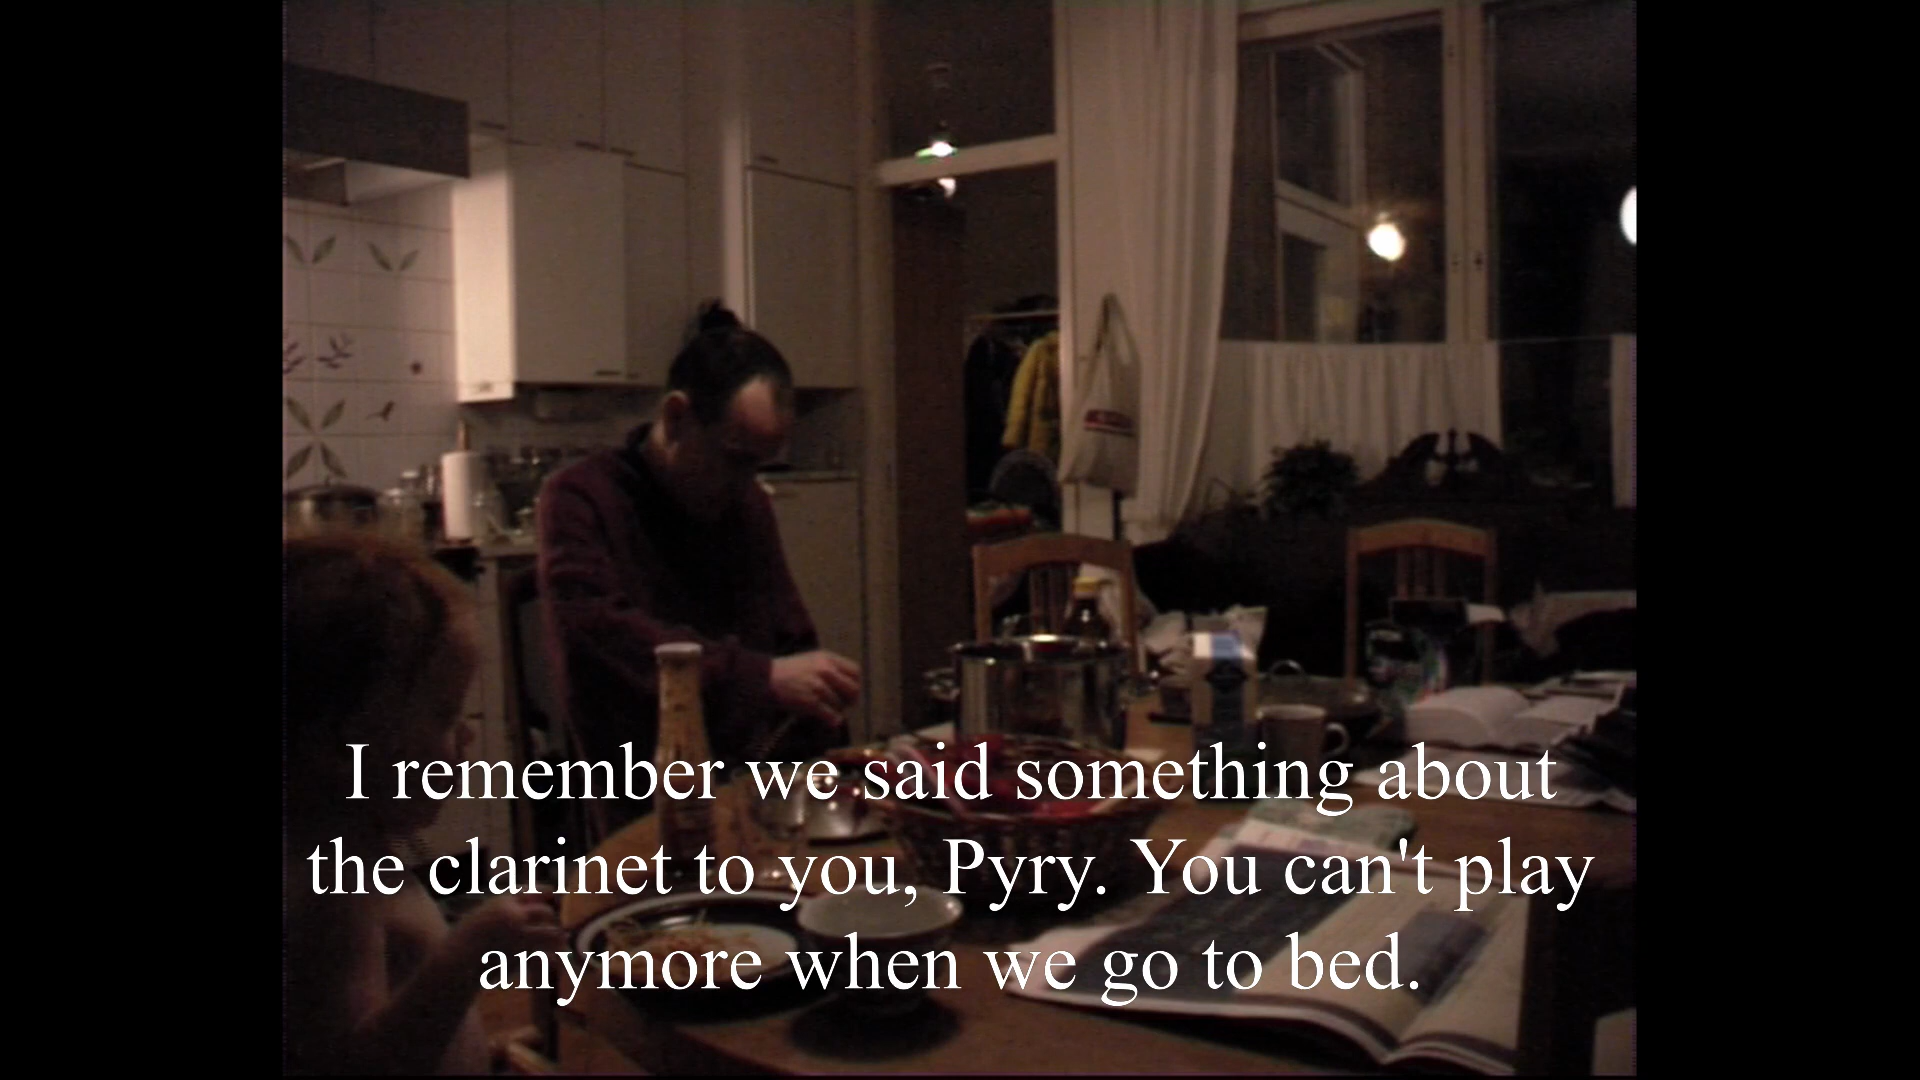 I remember we said something about
the clarinet to you, Pyry. You can't play
anymore when we go to bed.